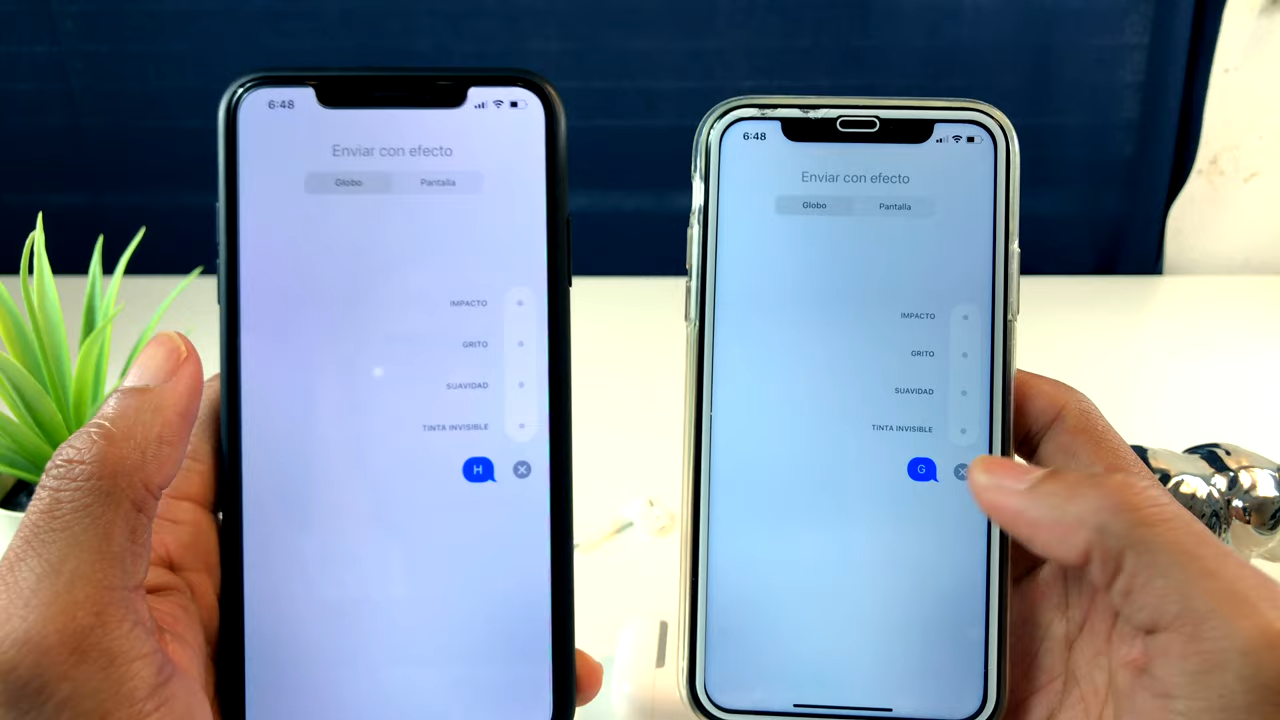 6:48
Enviar con efecto
Globo Pantalla
IMPACTO
GRITO
SUAVIDAD
TINTA INVISIBLE
H
6:48
Enviar con efecto
Globo Pantalla
IMPACTO
GRITO
SUAVIDAD
TINTA INVISIBLE
G